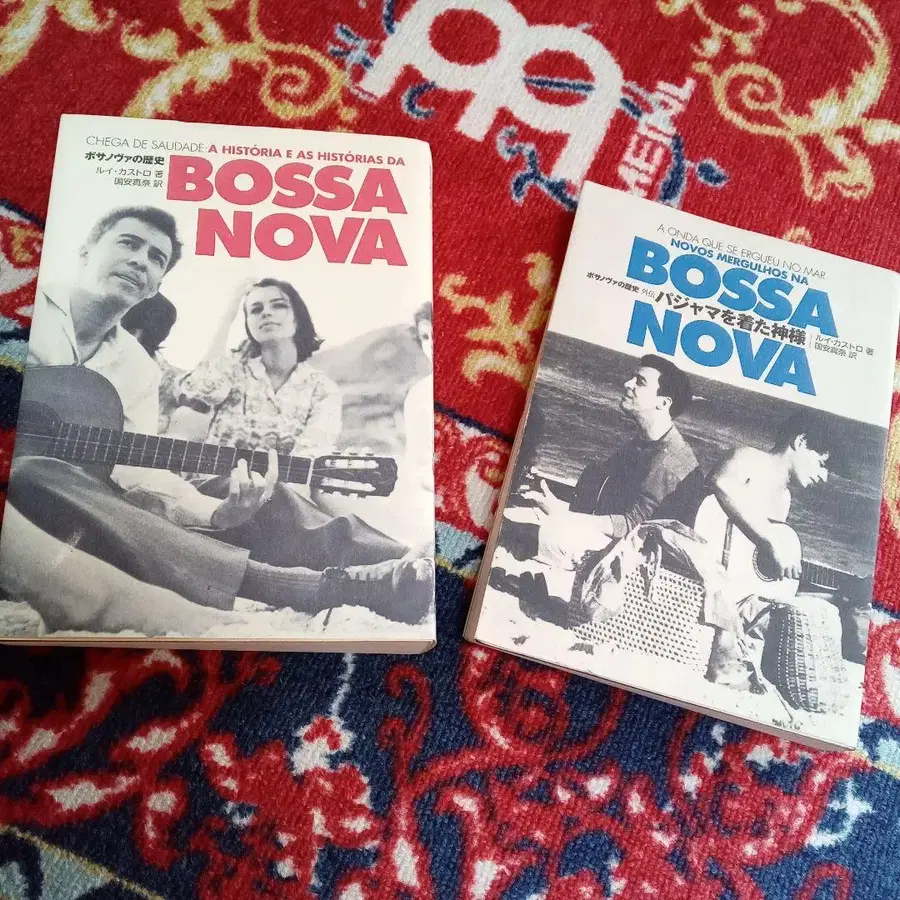 CHEGA DE SAUDADE: A HISTÓRIA E AS HISTÓRIAS DA
ボサノヴァの歴史
ルイ・カストロ 著
国安真奈 訳
BOSSA
NOVA
A ONDA QUE SE ERGUEU NO MAR
NOVOS MERGULHOS NA
BOSSA
ボサノヴァの歴史 外伝 パジャマを着た神様
ルイ・カストロ 著
国安真奈 訳
NOVA
MEINL